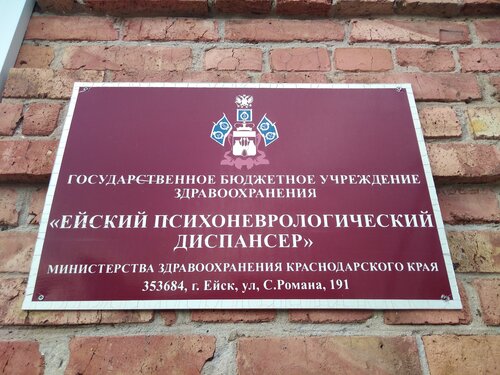 ГОСУДАРСТВЕННОЕ БЮДЖЕТНОЕ УЧРЕЖДЕНИЕ
ЗДРАВООХРАНЕНИЯ
«ЕЙСКИЙ ПСИХОНЕВРОЛОГИЧЕСКИЙ
ДИСПАНСЕР»
МИНИСТЕРСТВА ЗДРАВООХРАНЕНИЯ КРАСНОДАРСКОГО КРАЯ
353684, г. Ейск, ул, С.Романа, 191